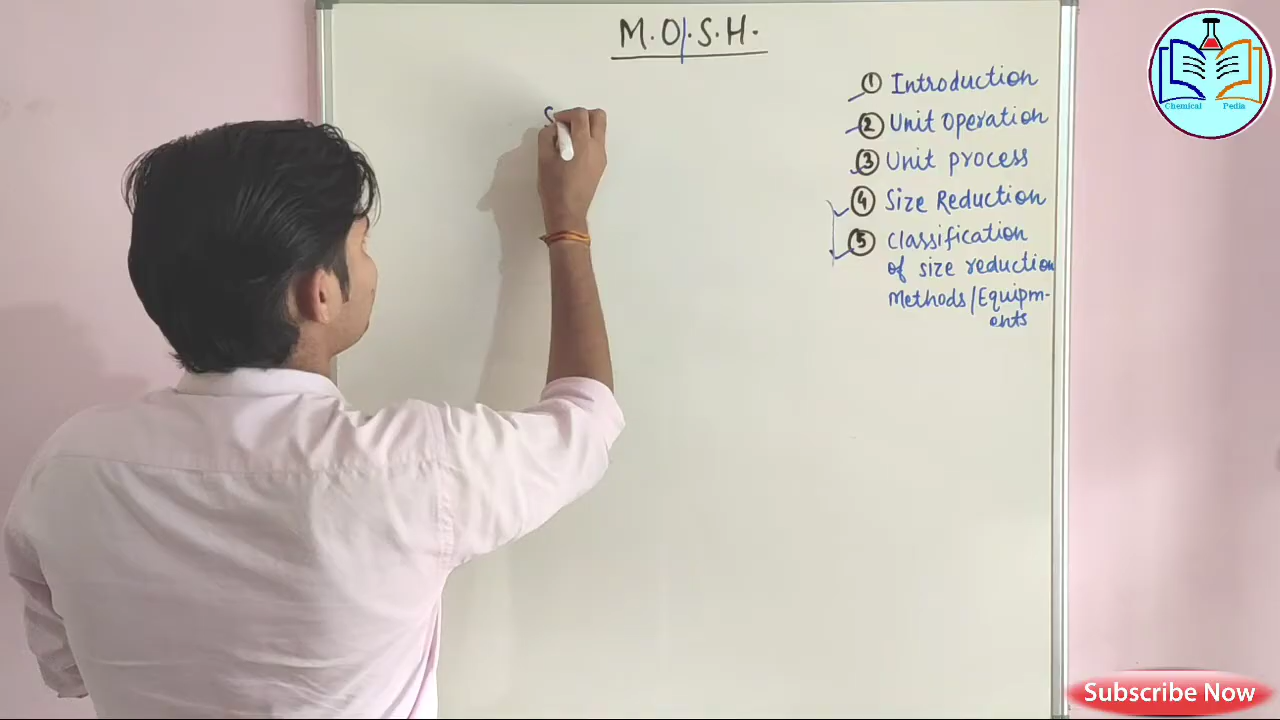 M.O.S.H.
① Introduction
② Unit Operation
③ Unit process
④ Size Reduction
⑤ Classification
of size reduction
Methods/Equipm-
ents
S
Chemical Pedia
Subscribe Now